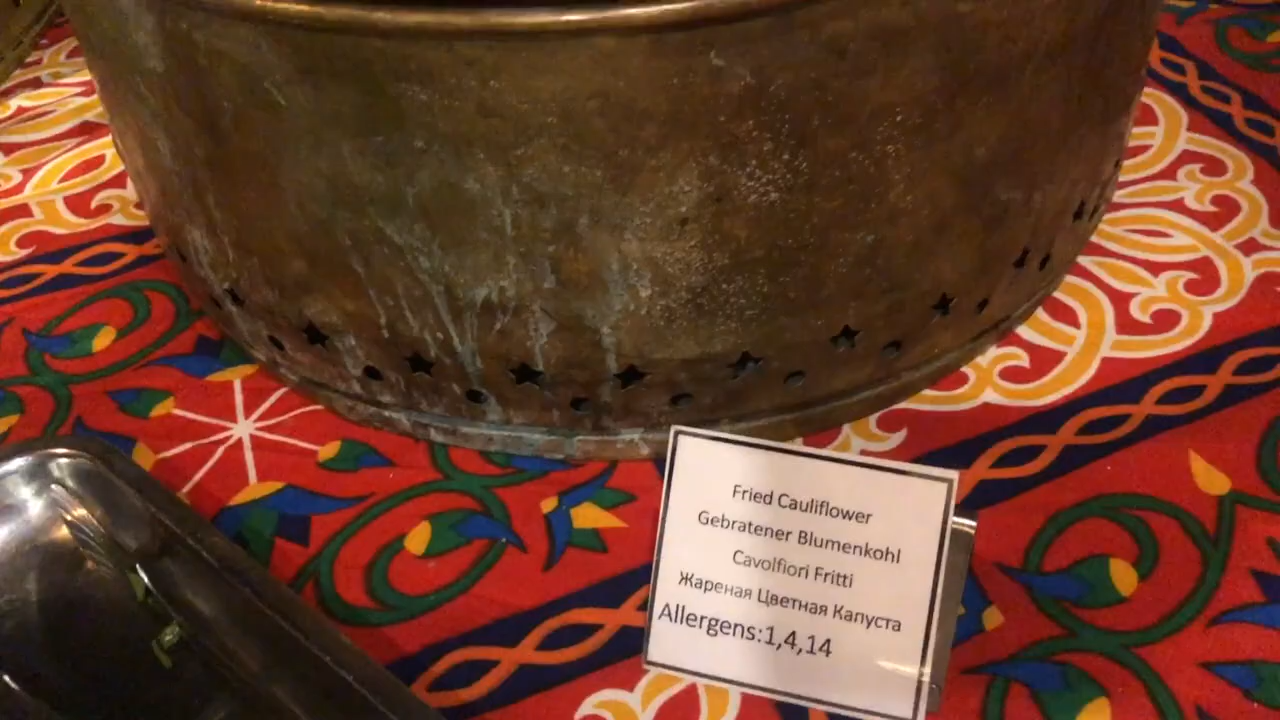 Fried Cauliflower
Gebratener Blumenkohl
Cavolfiori Fritti
Жареная Цветная Капуста
Allergens:1,4,14